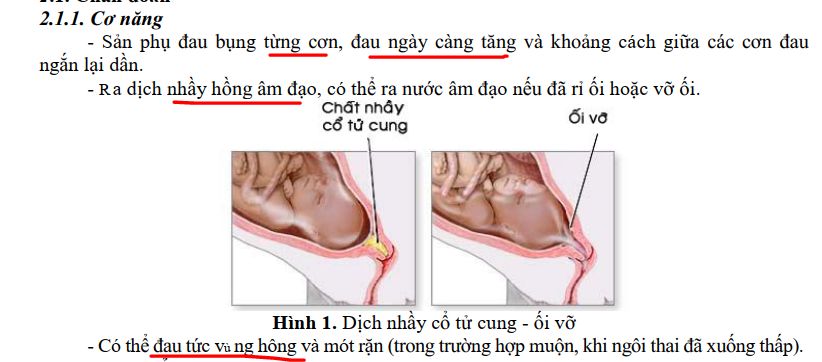 2.1.1. Cơ năng
- Sản phụ đau bụng từng cơn, đau ngày càng tăng và khoảng cách giữa các cơn đau
ngắn lại dần.
- Ra dịch nhầy hồng âm đạo, có thể ra nước âm đạo nếu đã rỉ ối hoặc vỡ ối.
Chất nhầy
cổ tử cung
Ối vỡ
Hình 1. Dịch nhầy cổ tử cung - ối vỡ
- Có thể đau tức vùng hông và mót rặn (trong trường hợp muộn, khi ngôi thai đã xuống thấp).